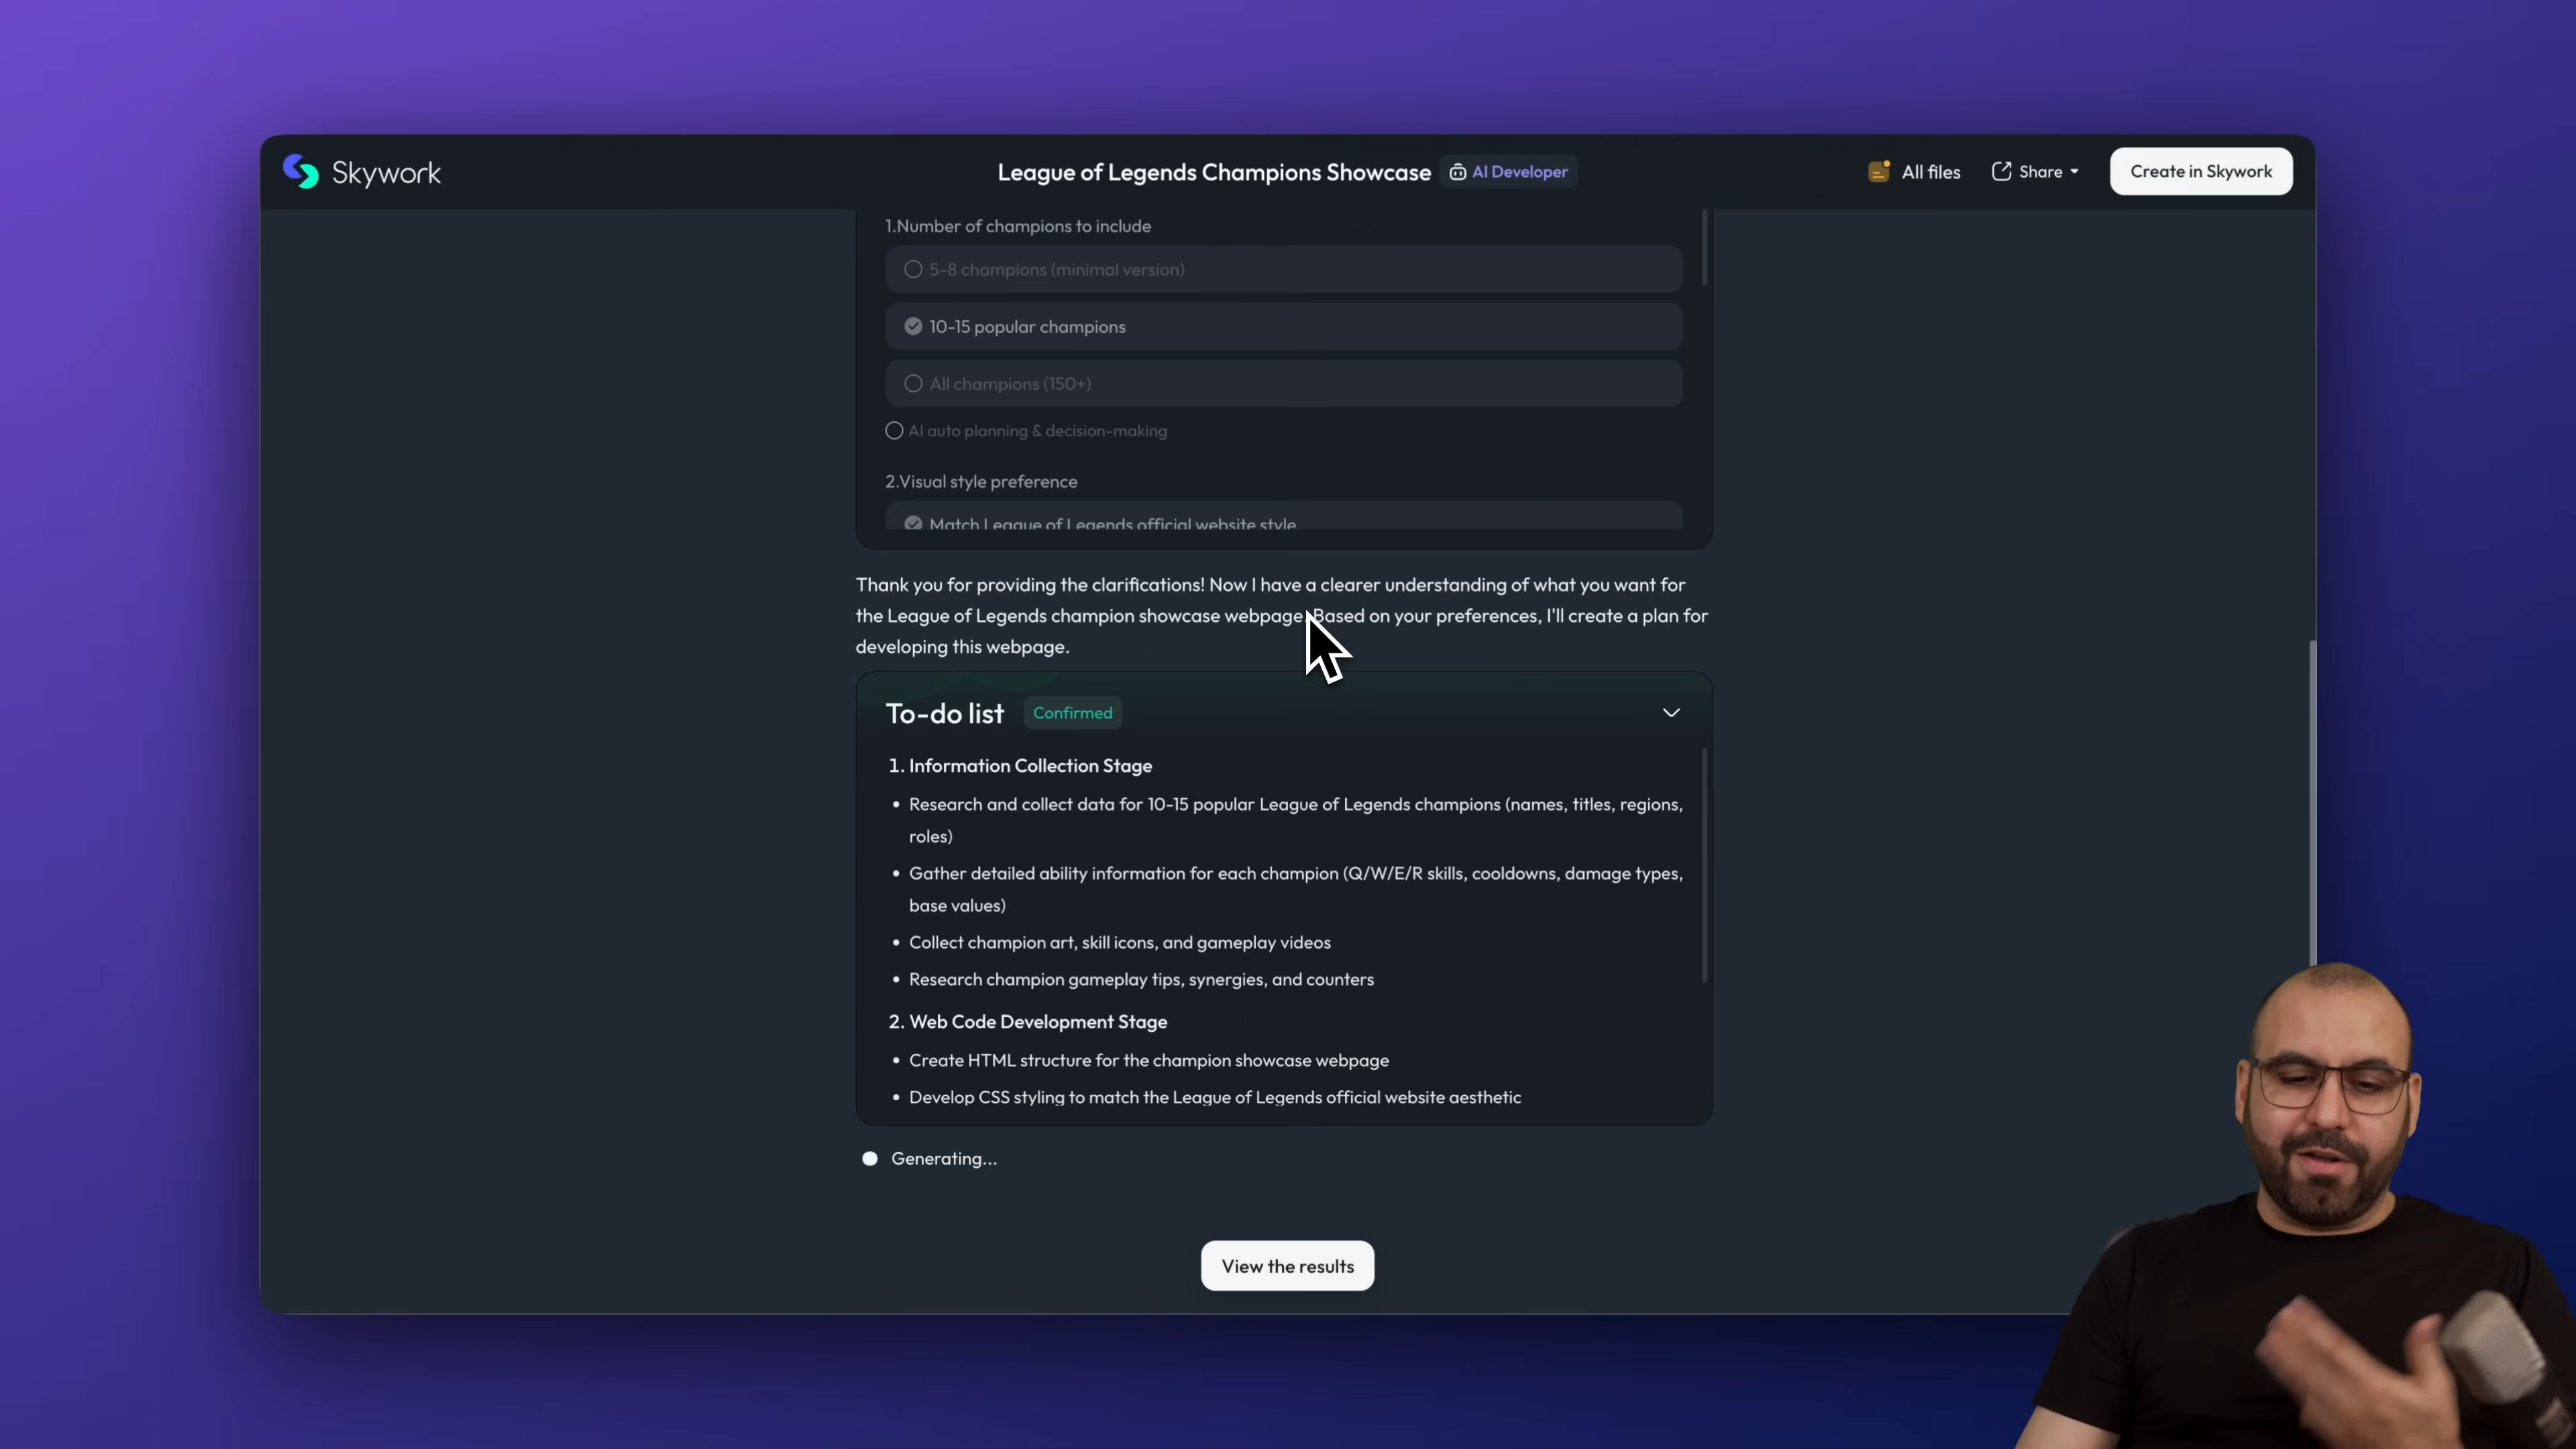 Skywork
League of Legends Champions Showcase
AI Developer
All files
Share
Create in Skywork
1.Number of champions to include
5-8 champions (minimal version)
10-15 popular champions
All champions (150+)
AI auto planning & decision-making
2.Visual style preference
Match League of Legends official website style
Thank you for providing the clarifications! Now I have a clearer understanding of what you want for
the League of Legends champion showcase webpage. Based on your preferences, I'll create a plan for
developing this webpage.
To-do list
Confirmed
1. Information Collection Stage
• Research and collect data for 10-15 popular League of Legends champions (names, titles, regions,
roles)
• Gather detailed ability information for each champion (Q/W/E/R skills, cooldowns, damage types,
base values)
• Collect champion art, skill icons, and gameplay videos
• Research champion gameplay tips, synergies, and counters
2. Web Code Development Stage
• Create HTML structure for the champion showcase webpage
• Develop CSS styling to match the League of Legends official website aesthetic
Generating...
View the results